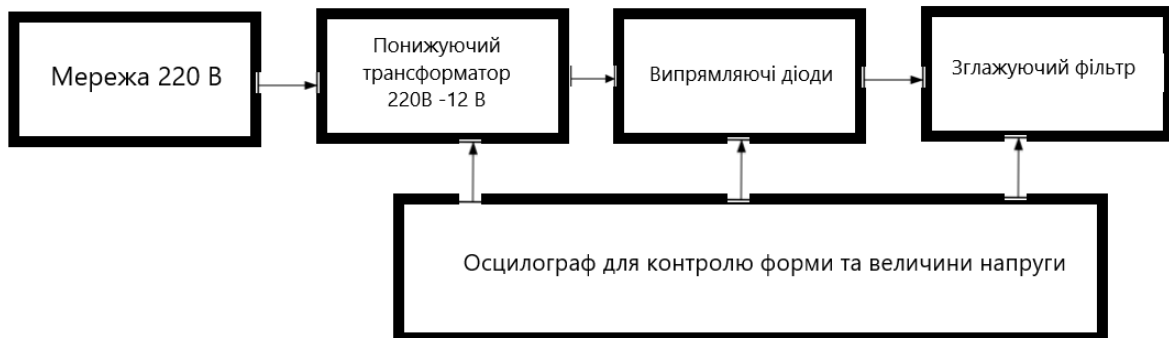 Мережа 220 В
Понижуючий
трансформатор
220В -12 В
Випрямляючі діоди
Зглажуючий фільтр
Осцилограф для контролю форми та величини напруги